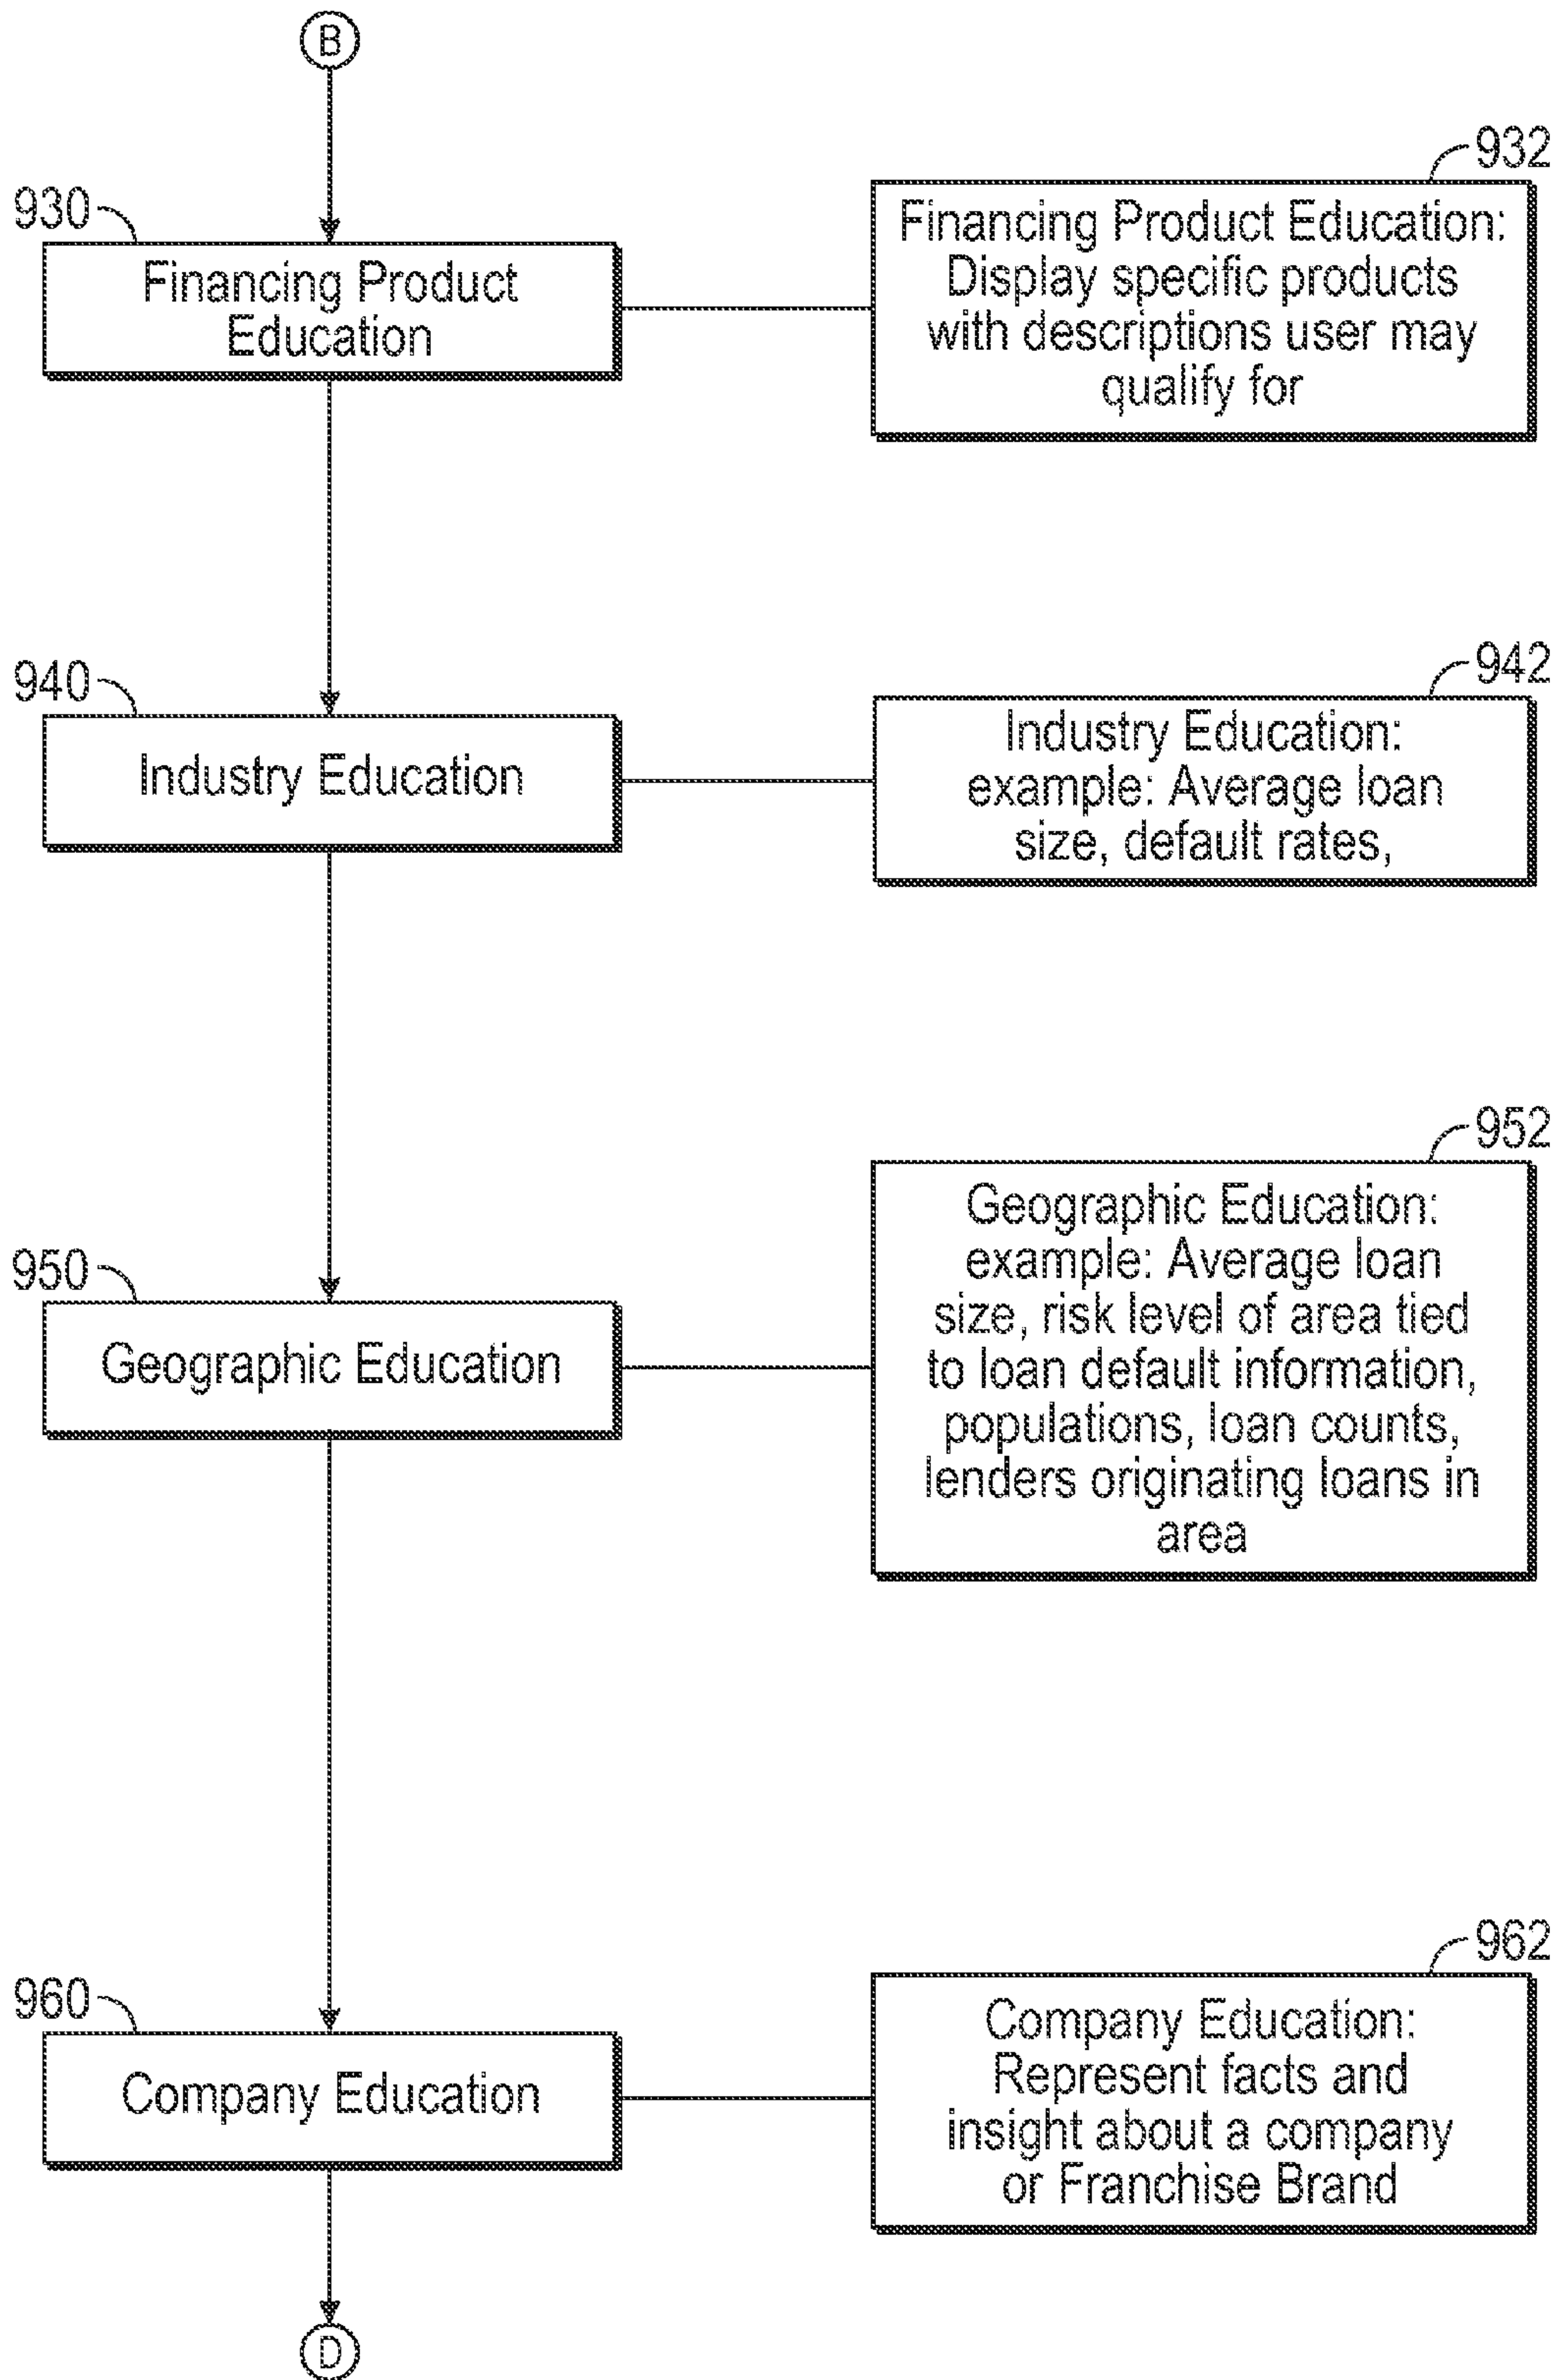 B
932
930
Financing Product
Education
Financing Product Education:
Display specific products
with descriptions user may
qualify for
940
Industry Education
942
Industry Education:
example: Average loan
size, default rates,
952
950
Geographic Education
Geographic Education:
example: Average loan
size, risk level of area tied
to loan default information,
populations, loan counts,
lenders originating loans in
area
960
Company Education
962
Company Education:
Represent facts and
insight about a company
or Franchise Brand
D